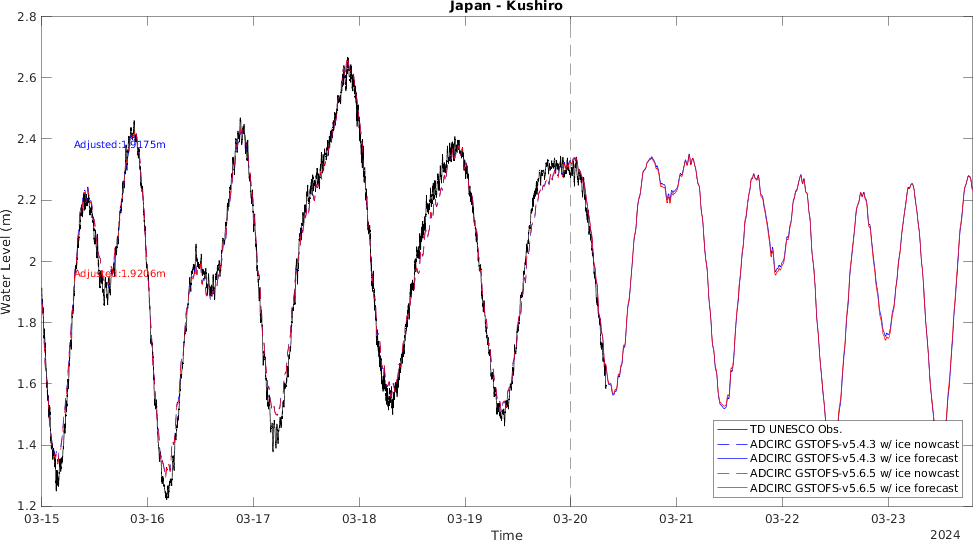 Japan - Kushiro
2.8
2.6
2.4
2.2
2
1.8
1.6
1.4
1.2
Water Level (m)
Adjusted:1.9175m
Adjusted:1.9206m
TD UNESCO Obs.
ADCIRC GSTOFS-v5.4.3 w/ ice nowcast
ADCIRC GSTOFS-v5.4.3 w/ ice forecast
ADCIRC GSTOFS-v5.6.5 w/ ice nowcast
ADCIRC GSTOFS-v5.6.5 w/ ice forecast
03-15 03-16 03-17 03-18 03-19 03-20 03-21 03-22 03-23
Time
2024